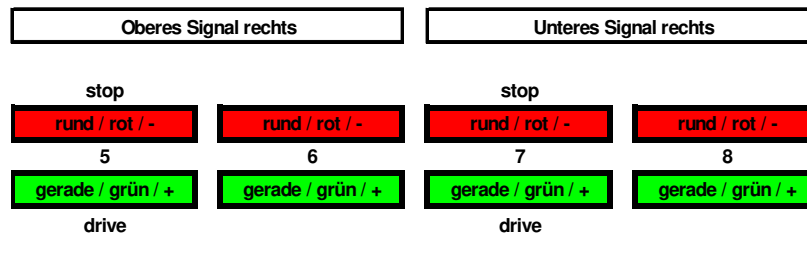 Oberes Signal rechts Unteres Signal rechts
stop stop
rund / rot / - rund / rot / - rund / rot / - rund / rot / -
5 6 7 8
gerade / grün / + gerade / grün / + gerade / grün / + gerade / grün / +
drive drive